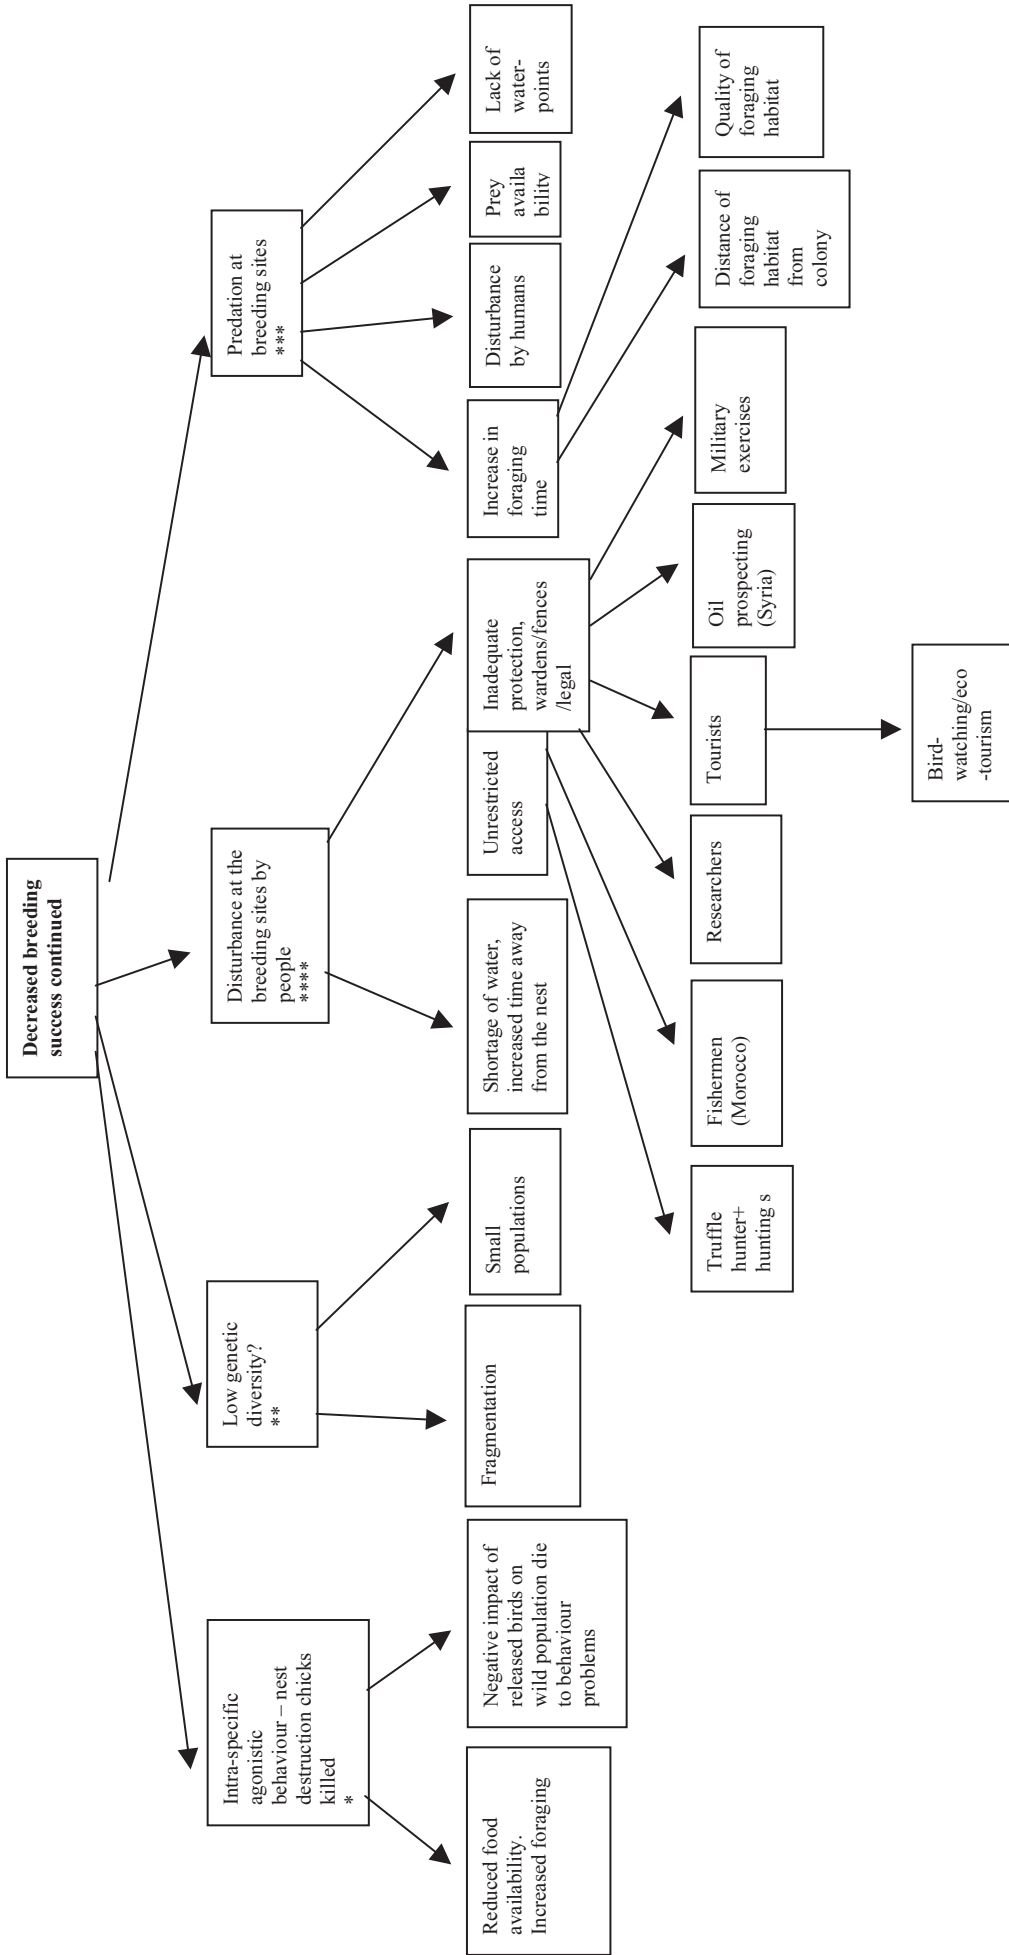 Decreased breeding
success continued
Intra-specific
agonistic
behaviour – nest
destruction chicks
killed
*
Low genetic
diversity?
**
Disturbance at the
breeding sites by
people
****
Predation at
breeding sites
***
Reduced food
availability.
Increased foraging
Negative impact of
released birds on
wild population die
to behaviour
problems
Fragmentation
Small
populations
Shortage of water,
increased time away
from the nest
Unrestricted
access
Inadequate
protection,
wardens/fences
/legal
Increase in
foraging
time
Disturbance
by humans
Prey
availa
bility
Lack of
water-
points
Truffle
hunter+
hunting s
Fishermen
(Morocco)
Researchers
Tourists
Oil
prospecting
(Syria)
Military
exercises
Distance of
foraging
habitat
from
colony
Quality of
foraging
habitat
Bird-
watching/eco
-tourism